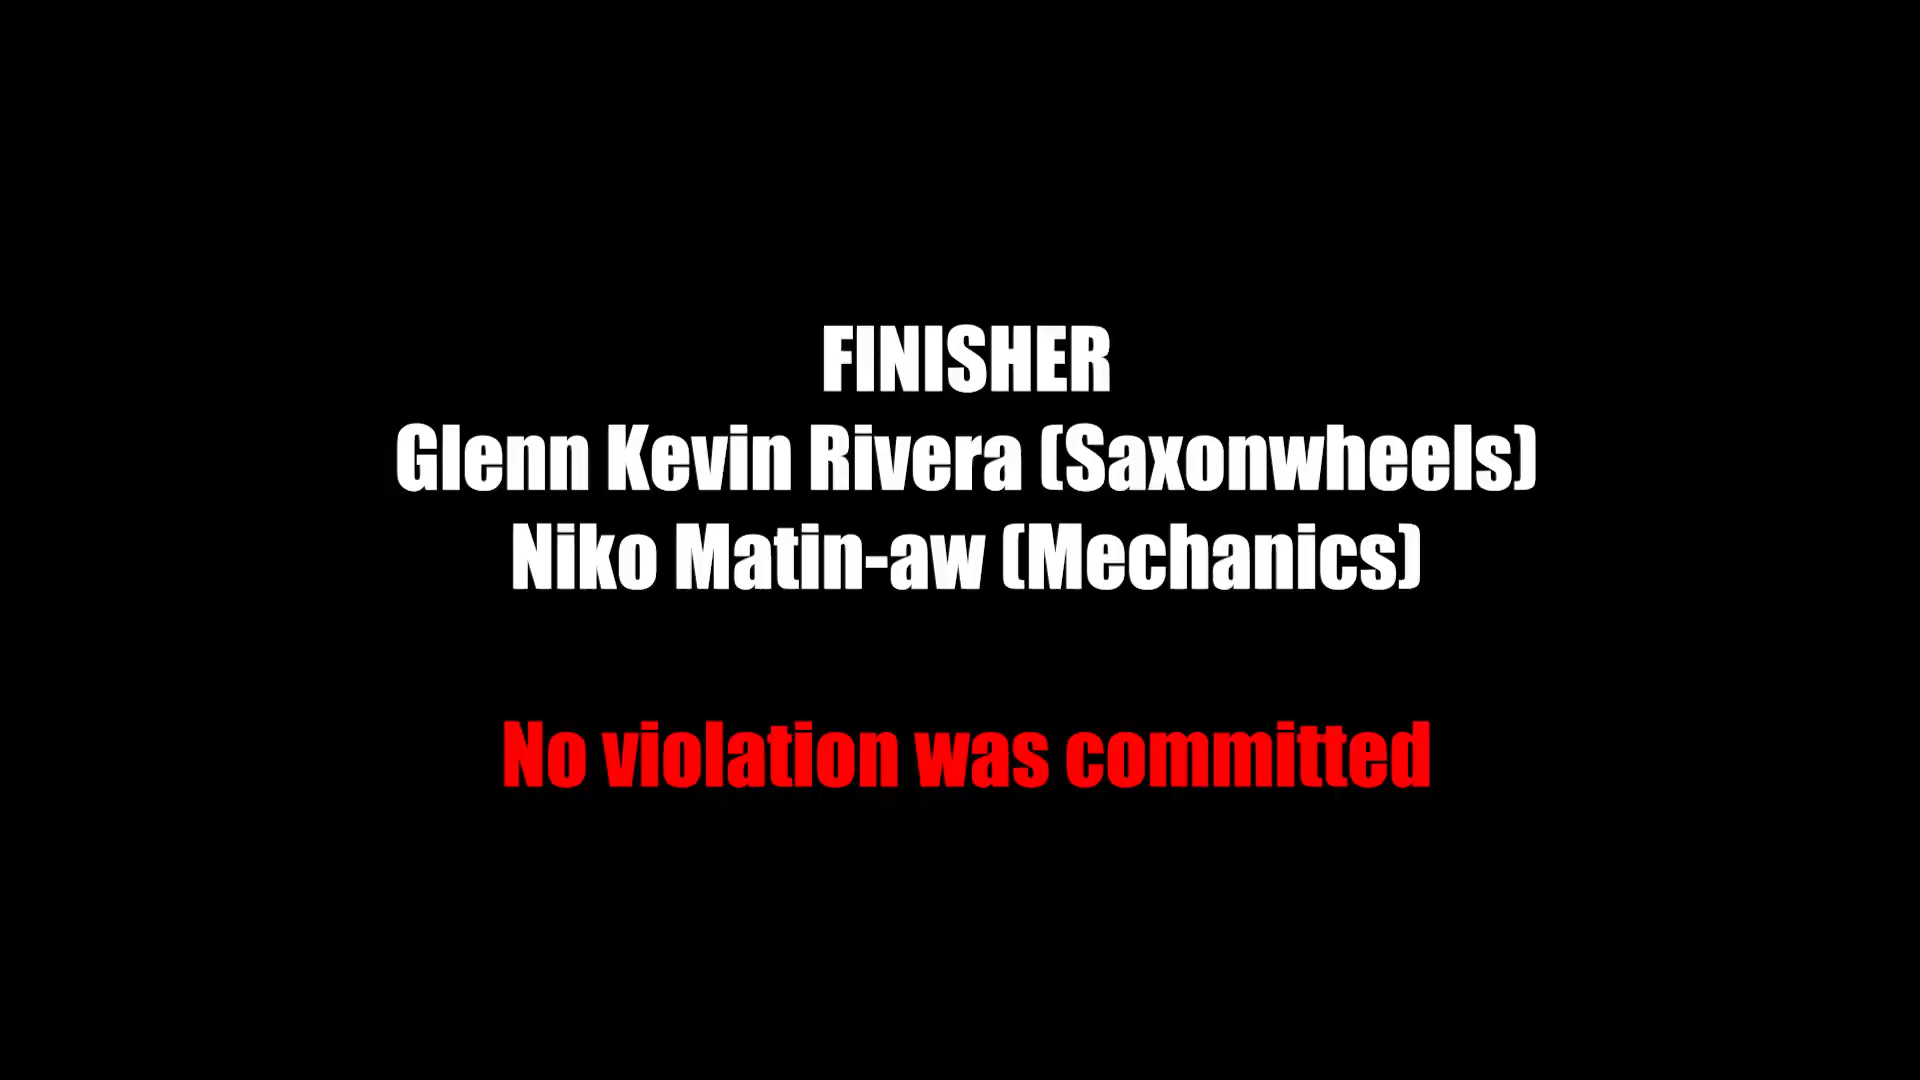 FINISHER
Glenn Kevin Rivera (Saxonwheels)
Niko Matin-aw (Mechanics)
No violation was committed